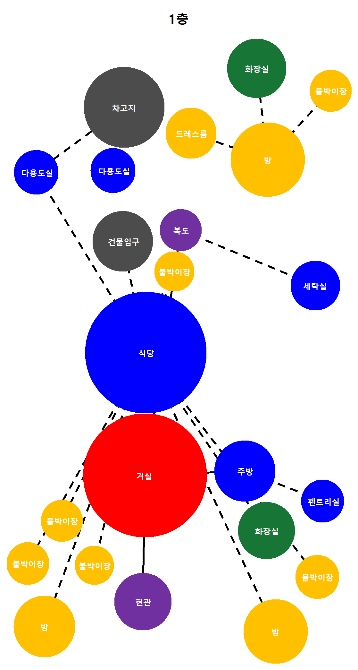 1층
화장실
붙박이장
차고지
드레스룸
방
다용도실
다용도실
건물입구
복도
붙박이장
세탁실
식당
거실
주방
팬트리실
붙박이장
화장실
붙박이장
붙박이장
붙박이장
현관
방
방